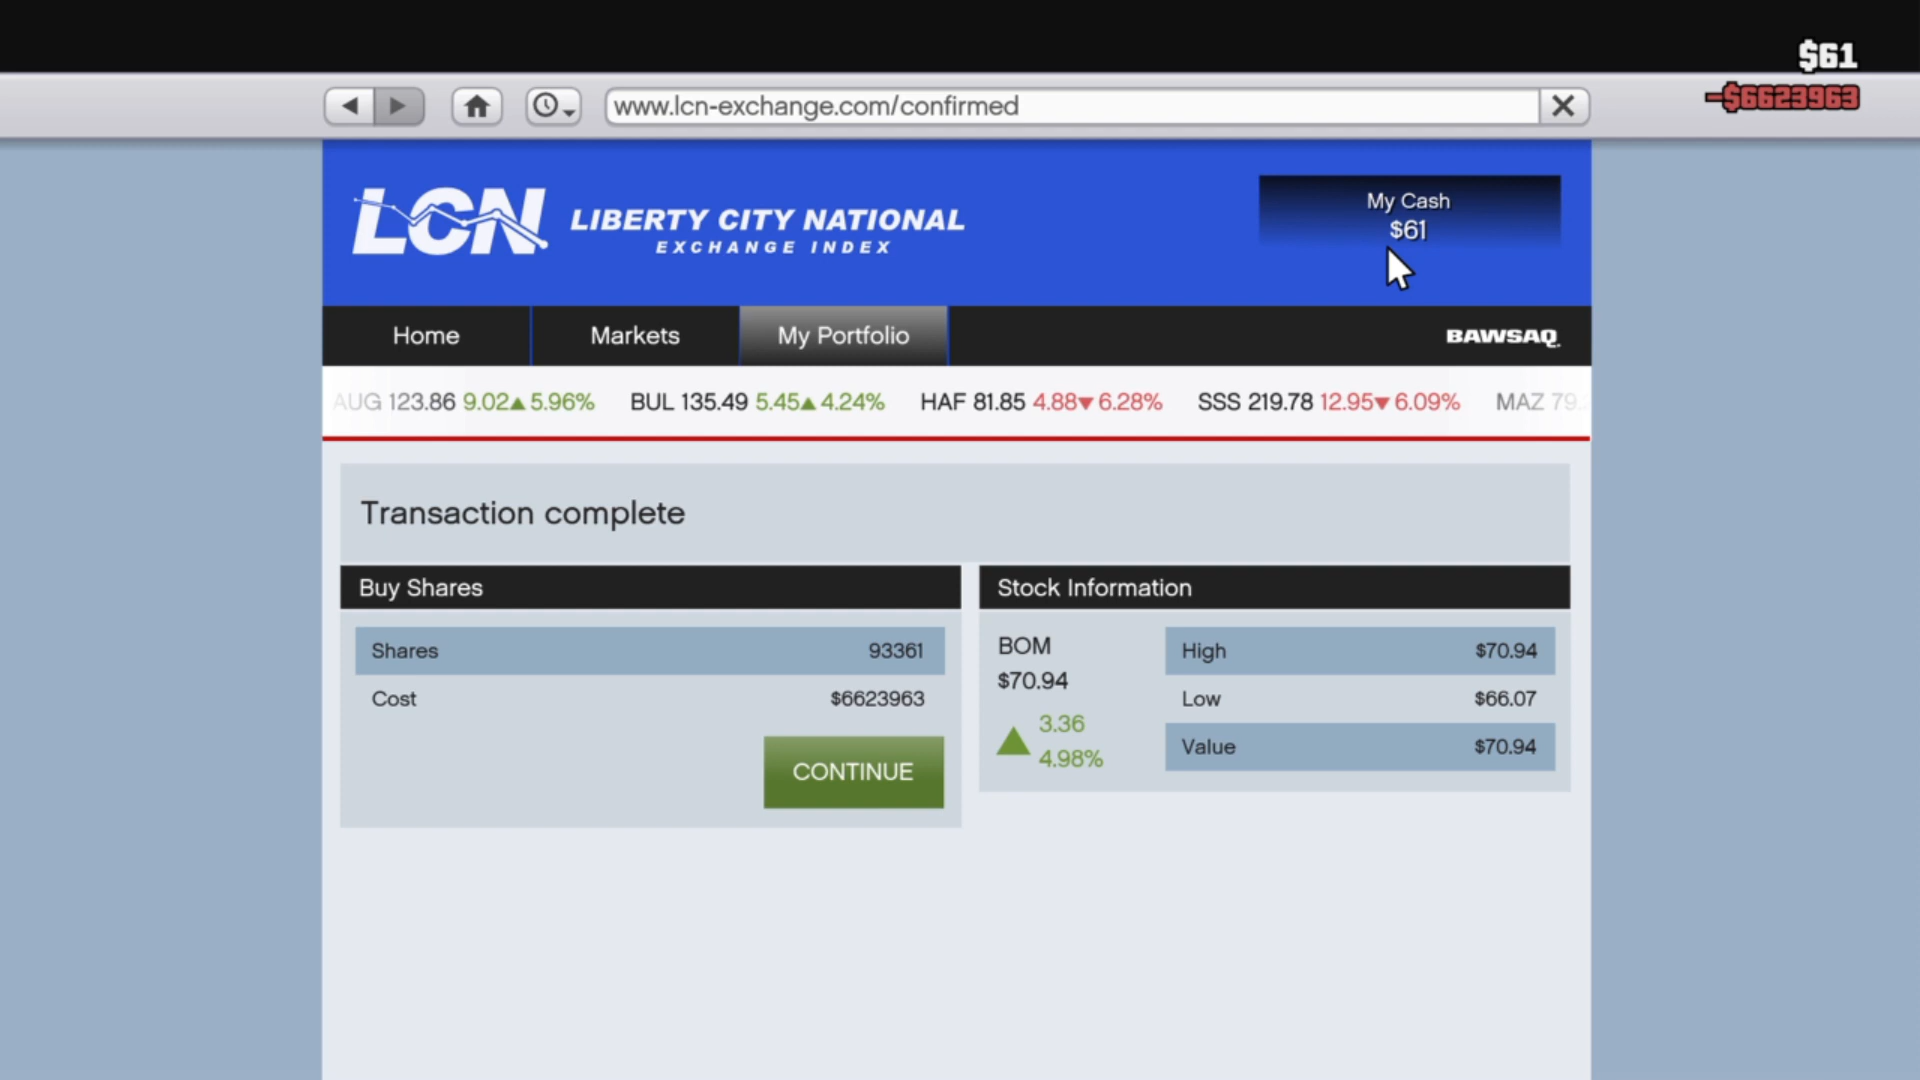 $61
-$6623963
www.lcn-exchange.com/confirmed
LCN LIBERTY CITY NATIONAL
EXCHANGE INDEX
My Cash
$61
Home Markets My Portfolio BAWSAQ.
AUG 123.86 9.02▲5.96% BUL 135.49 5.45▲4.24% HAF 81.85 4.88▼6.28% SSS 219.78 12.95▼6.09% MAZ 79.
Transaction complete
Buy Shares
Shares 93361
Cost $6623963
CONTINUE
Stock Information
BOM
$70.94
▲ 3.36
4.98%
High $70.94
Low $66.07
Value $70.94